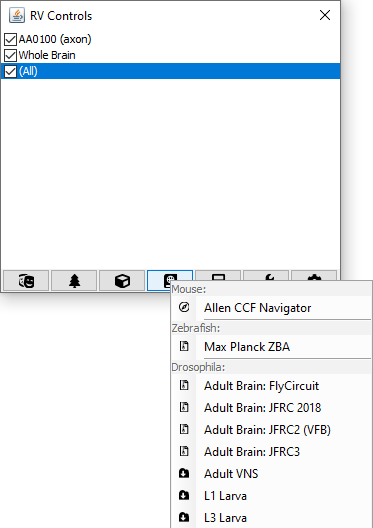 RV Controls
AA0100 (axon)
Whole Brain
(All)
Mouse:
Allen CCF Navigator
Zebrafish:
Max Planck ZBA
Drosophila:
Adult Brain: FlyCircuit
Adult Brain: JFRC 2018
Adult Brain: JFRC2 (VFB)
Adult Brain: JFRC3
Adult VNS
L1 Larva
L3 Larva